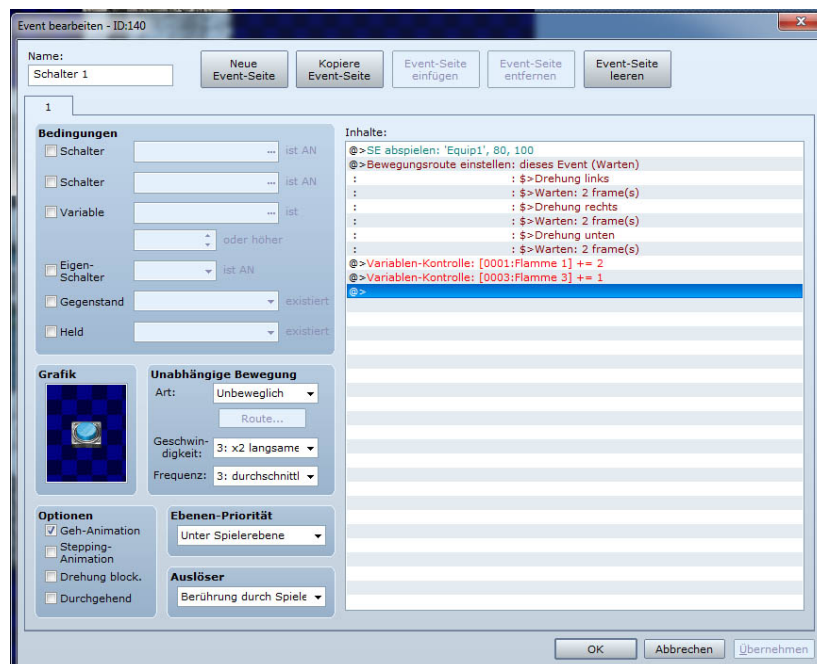 Event bearbeiten - ID:140
Name:
Schalter 1
Neue
Event-Seite
Kopiere
Event-Seite
Event-Seite
einfügen
Event-Seite
entfernen
Event-Seite
leeren
1
Bedingungen
Schalter ... ist AN
Schalter ... ist AN
Variable ... ist
oder höher
Eigen-
Schalter ist AN
Gegenstand existiert
Held existiert
Grafik
Unabhängige Bewegung
Art: Unbeweglich
Route...
Geschwin-
digkeit: 3: x2 langsame
Frequenz: 3: durchschnittl
Optionen
Geh-Animation
Stepping-
Animation
Drehung block.
Durchgehend
Ebenen-Priorität
Unter Spielerebene
Auslöser
Berührung durch Spiele
Inhalte:
@>SE abspielen: 'Equip1', 80, 100
@>Bewegungsroute einstellen: dieses Event (Warten)
: : $>Drehung links
: : $>Warten: 2 frame(s)
: : $>Drehung rechts
: : $>Warten: 2 frame(s)
: : $>Drehung unten
: : $>Warten: 2 frame(s)
@>Variablen-Kontrolle: [0001:Flamme 1] += 2
@>Variablen-Kontrolle: [0003:Flamme 3] += 1
@>
OK Abbrechen Übernehmen